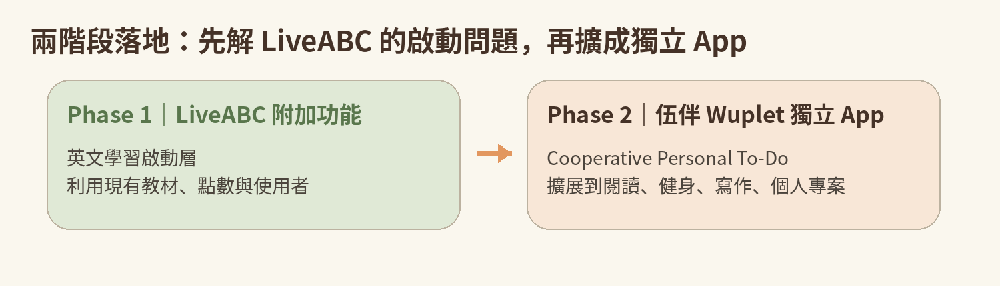 兩階段落地：先解 LiveABC 的啟動問題，再擴成獨立 App
Phase 1｜LiveABC 附加功能
英文學習啟動層
利用現有教材、點數與使用者
Phase 2｜伍伴 Wuplet 獨立 App
Cooperative Personal To-Do
擴展到閱讀、健身、寫作、個人專案